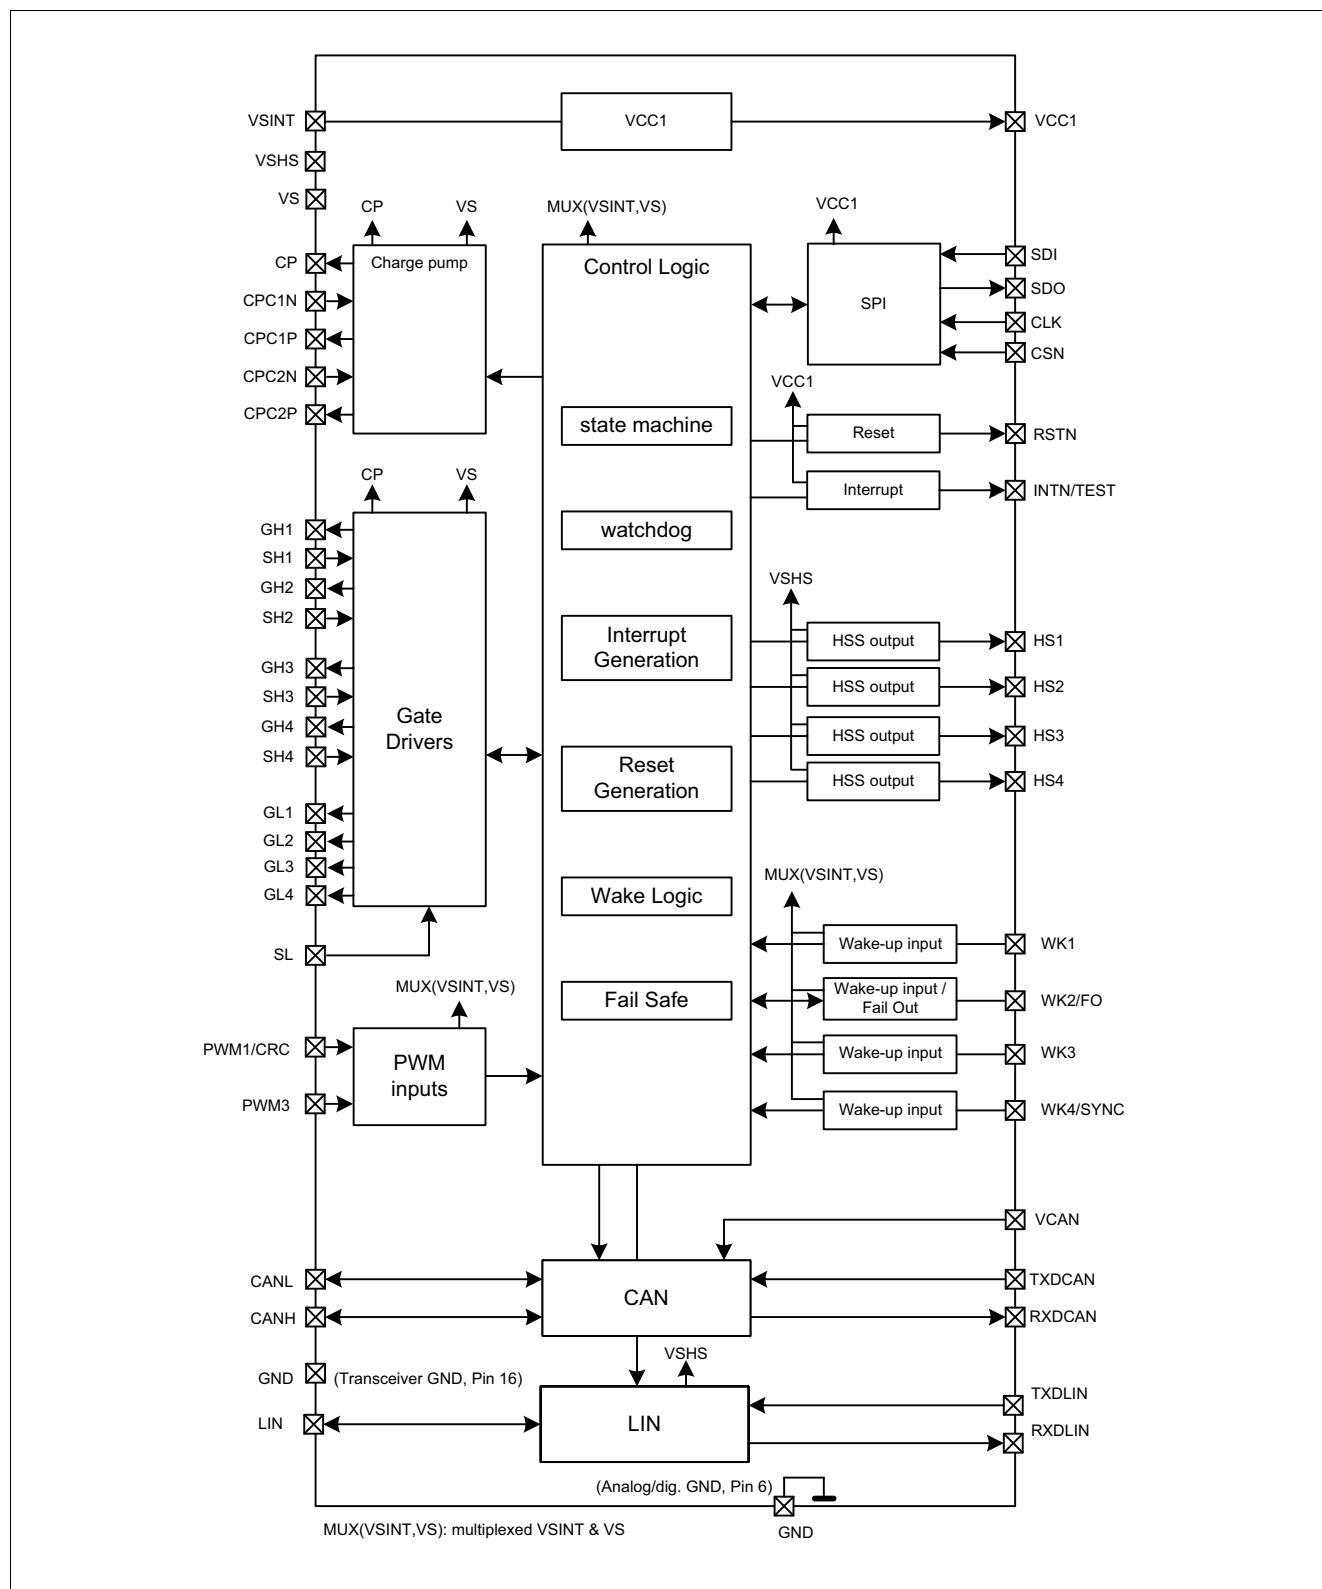 VSINT
VCC1
VCC1
VSHS
VS
CP
VS
MUX(VSINT,VS)
VCC1
CP
CPC1N
CPC1P
CPC2N
CPC2P
Charge pump
Control Logic
SPI
SDI
SDO
CLK
CSN
state machine
VCC1
Reset
RSTN
Interrupt
INTN/TEST
CP
VS
watchdog
GH1
SH1
GH2
SH2
GH3
SH3
GH4
SH4
GL1
GL2
GL3
GL4
SL
Gate
Drivers
Interrupt
Generation
Reset
Generation
VSHS
HSS output
HS1
HSS output
HS2
HSS output
HS3
HSS output
HS4
Wake Logic
Fail Safe
MUX(VSINT,VS)
Wake-up input
WK1
Wake-up input /
Fail Out
WK2/FO
Wake-up input
WK3
Wake-up input
WK4/SYNC
MUX(VSINT,VS)
PWM1/CRC
PWM3
PWM
inputs
VCAN
CANL
CANH
CAN
TXDCAN
RXDCAN
GND
(Transceiver GND, Pin 16)
VSHS
LIN
LIN
TXDLIN
RXDLIN
(Analog/dig. GND, Pin 6)
GND
MUX(VSINT,VS): multiplexed VSINT & VS